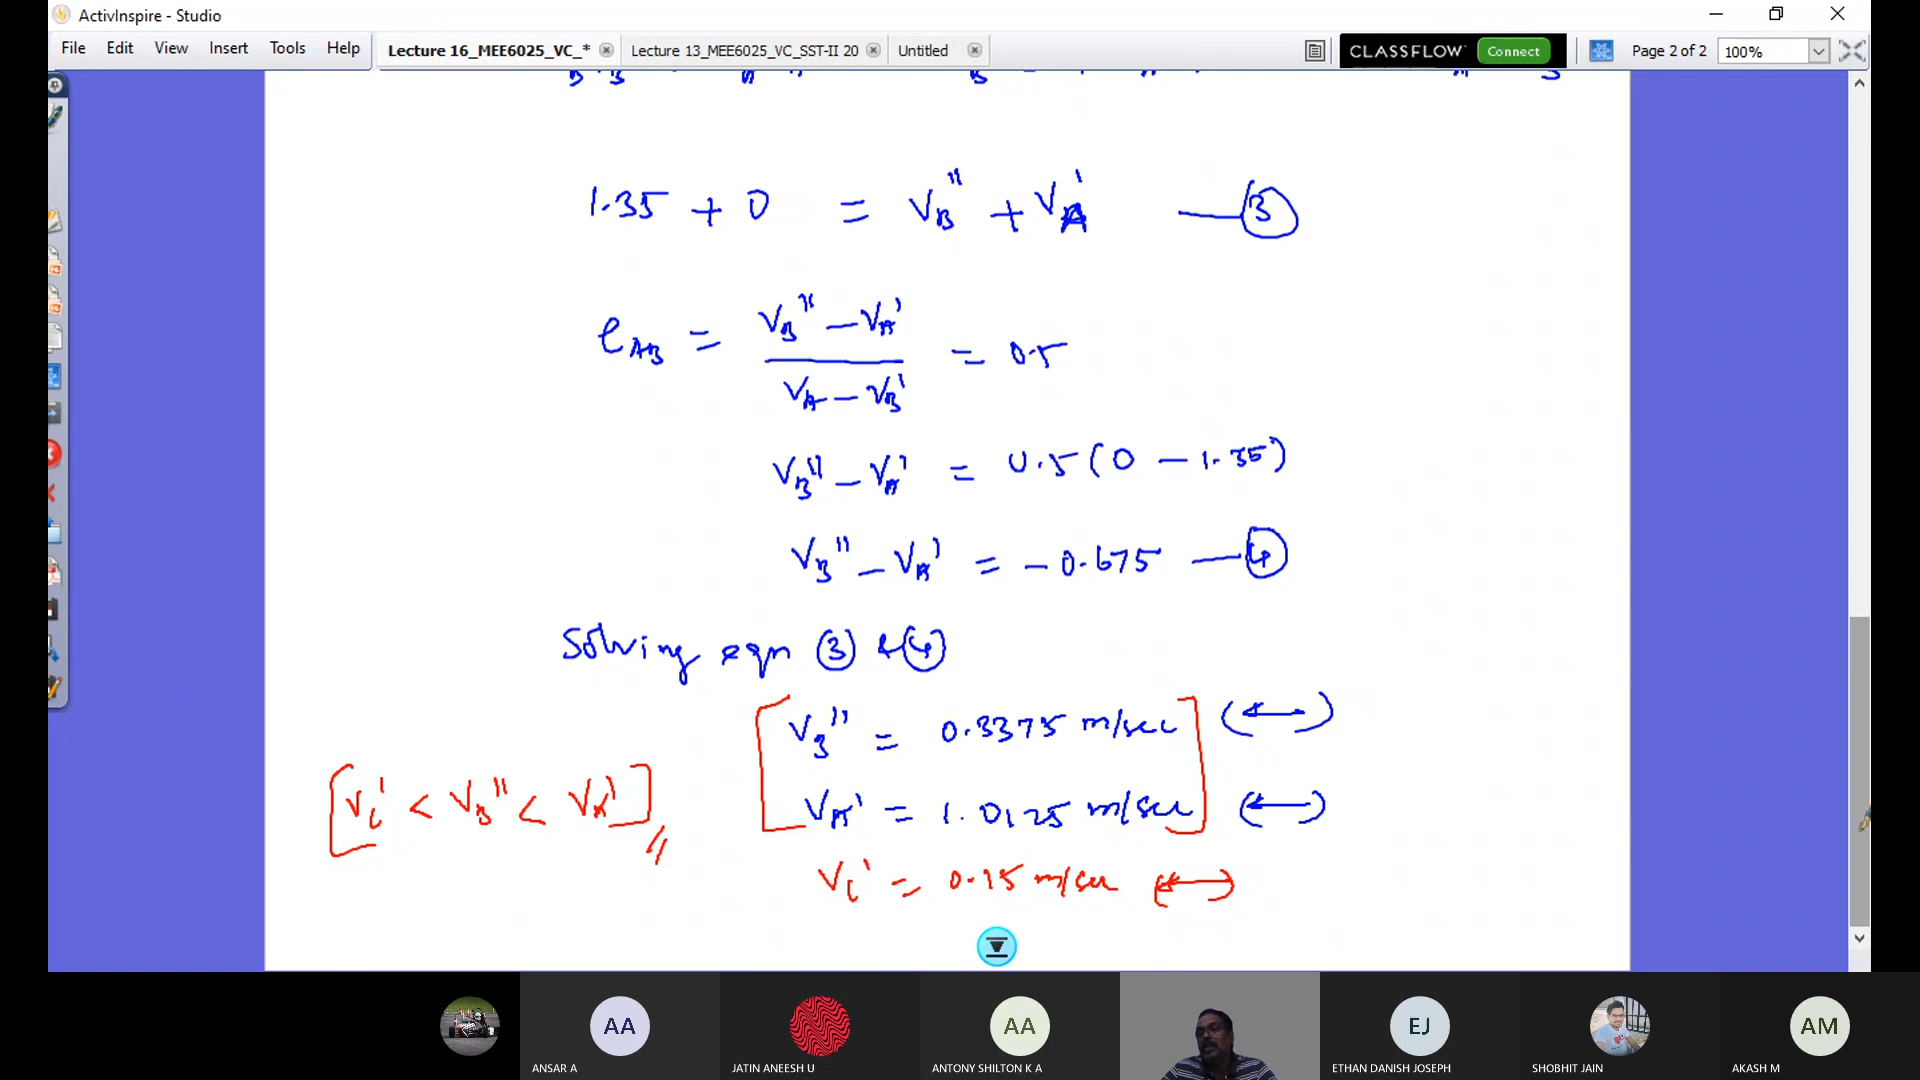 ActivInspire - Studio
File Edit View Insert Tools Help
Lecture 16_MEE6025_VC_*
Lecture 13_MEE6025_VC_SST-II 20
Untitled
CLASSFLOW Connect
Page 2 of 2
100%
1.35 + 0 = V_B'' + V_A' — ③
e_AB = (V_B'' - V_A') / (V_A - V_B') = 0.5
V_B'' - V_A' = 0.5 (0 - 1.35)
V_B'' - V_A' = -0.675 — ④
Solving eqn ③ & ④
V_B'' = 0.3375 m/sec (←)
V_A' = 1.0125 m/sec (←)
[V_C' < V_B'' < V_A']
V_C' = 0.15 m/sec (←)
AA
AA
EJ
AM
ANSAR A
JATIN ANEESH U
ANTONY SHILTON K A
ETHAN DANISH JOSEPH
SHOBHIT JAIN
AKASH M